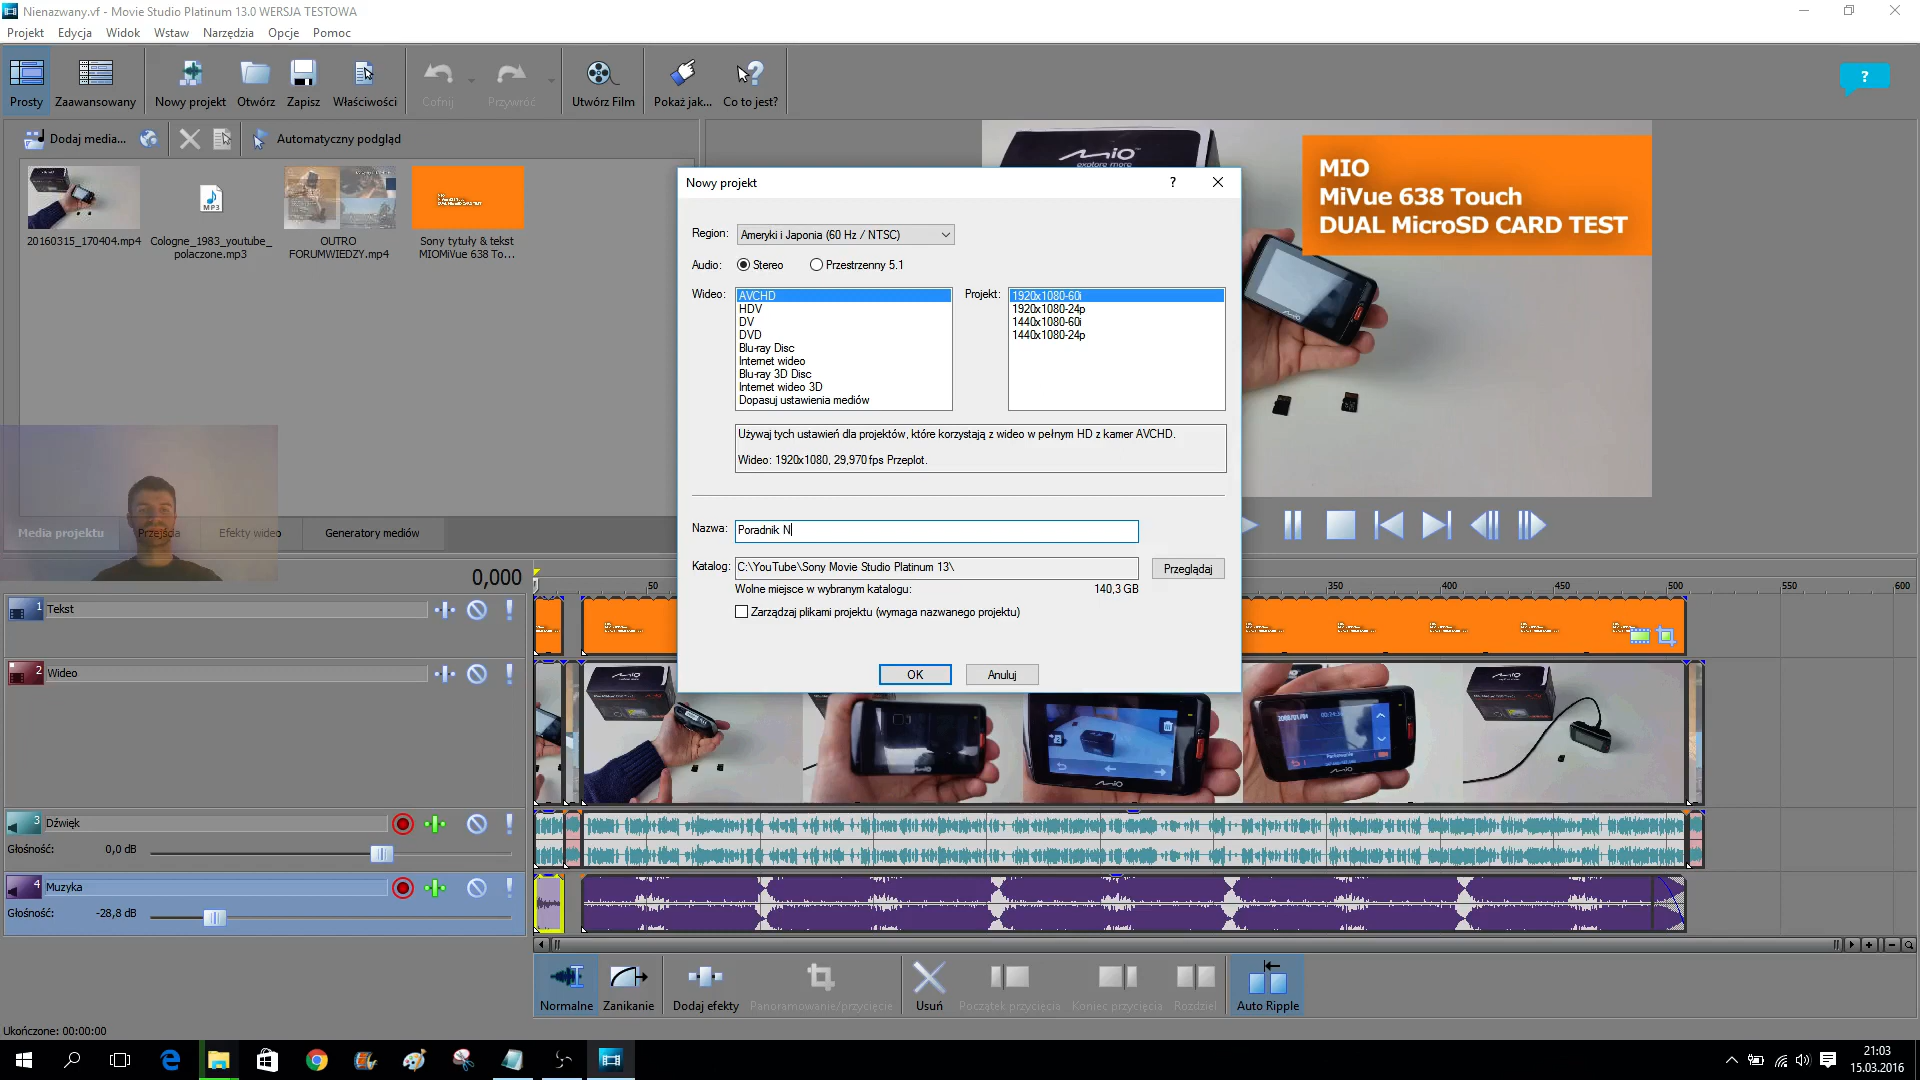 Nienazwany.vf - Movie Studio Platinum 13.0 WERSJA TESTOWA
Projekt Edycja Widok Wstaw Narzędzia Opcje Pomoc
Prosty Zaawansowany Nowy projekt Otwórz Zapisz Właściwości Cofnij Przywróć Utwórz Film Pokaż jak... Co to jest?
Dodaj media... Automatyczny podgląd
20160315_170404.mp4
Cologne_1983_youtube_
polaczone.mp3
OUTRO
FORUMWIEDZY.mp4
Sony tytuły & tekst
MIOMiVue 638 To...
MP3
Mio
explore more
MIO
MiVue 638 Touch
DUAL MicroSD CARD TEST
Nowy projekt
Region: Ameryki i Japonia (60 Hz / NTSC)
Audio: Stereo Przestrzenny 5.1
Wideo:
AVCHD
HDV
DV
DVD
Blu-ray Disc
Internet wideo
Blu-ray 3D Disc
Internet wideo 3D
Dopasuj ustawienia mediów
Projekt:
1920x1080-60i
1920x1080-24p
1440x1080-60i
1440x1080-24p
Używaj tych ustawień dla projektów, które korzystają z wideo w pełnym HD z kamer AVCHD.
Wideo: 1920x1080, 29,970 fps Przeplot.
Nazwa: Poradnik N
Katalog: C:\YouTube\Sony Movie Studio Platinum 13\ Przeglądaj
Wolne miejsce w wybranym katalogu: 140,3 GB
Zarządzaj plikami projektu (wymaga nazwanego projektu)
OK Anuluj
Media projektu Przejścia Efekty wideo Generatory mediów
0,000
50 350 400 450 500 550 600
1 Tekst
2 Wideo
3 Dźwięk
Głośność: 0,0 dB
4 Muzyka
Głośność: -28,8 dB
Normalne Zanikanie Dodaj efekty Panoramowanie/przycięcie Usuń Początek przycięcia Koniec przycięcia Rozdziel Auto Ripple
Ukończone: 00:00:00
21:03
15.03.2016